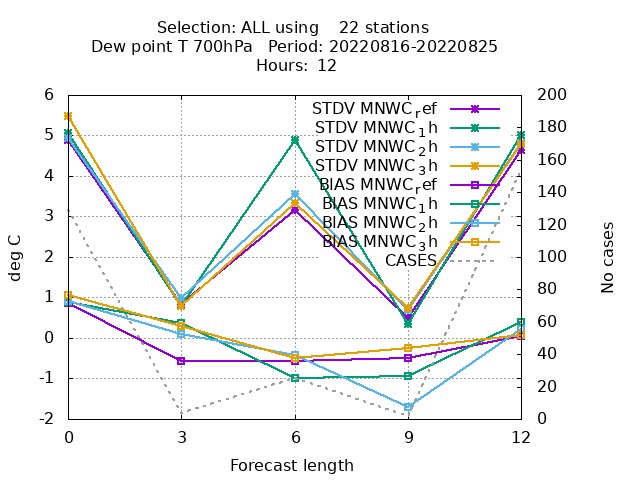 Selection: ALL using    22 stations
Dew point T 700hPa   Period: 20220816-20220825
Hours: 12
STDV MNWC_ref
STDV MNWC_1h
STDV MNWC_2h
STDV MNWC_3h
BIAS MNWC_ref
BIAS MNWC_1h
BIAS MNWC_2h
BIAS MNWC_3h
CASES
6
5
4
3
2
1
0
-1
-2
deg C
200
180
160
140
120
100
80
60
40
20
0
No cases
0 3 6 9 12
Forecast length